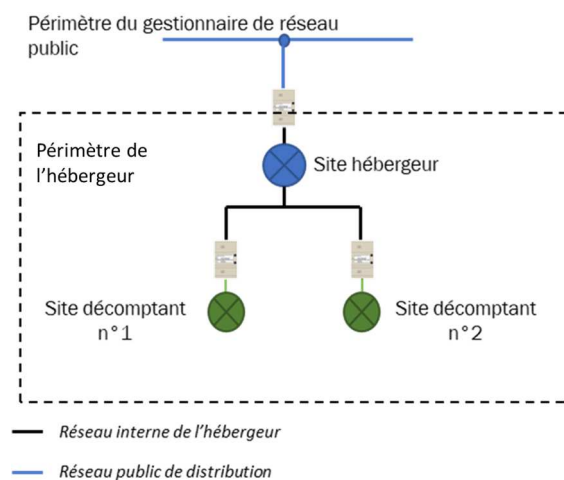 Périmètre du gestionnaire de réseau
public
Périmètre de
l'hébergeur
Site hébergeur
Site décomptant
n°1
Site décomptant
n°2
Réseau interne de l'hébergeur
Réseau public de distribution